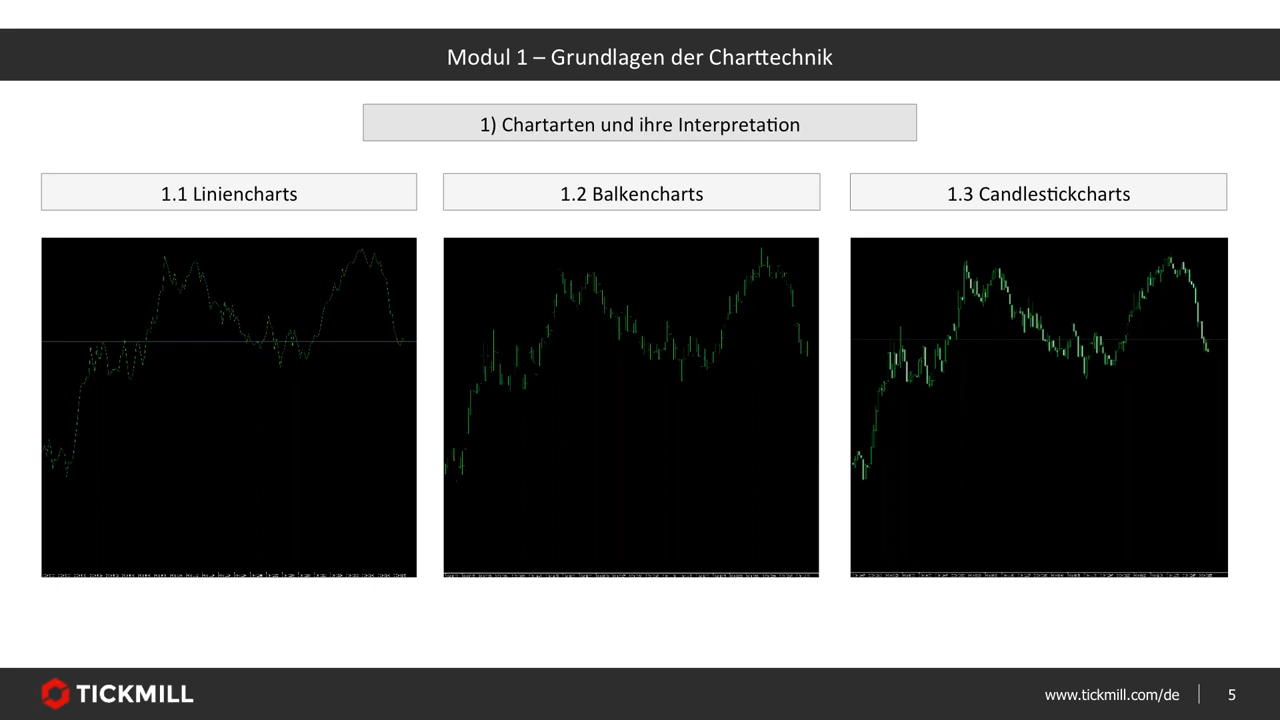 Modul 1 – Grundlagen der Charttechnik
1) Chartarten und ihre Interpretation
1.1 Liniencharts
1.2 Balkencharts
1.3 Candlestickcharts
TICKMILL
www.tickmill.com/de
5